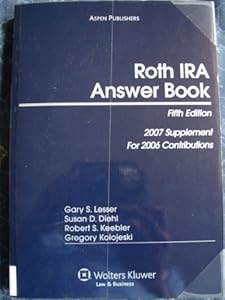 ASPEN PUBLISHERS
Roth IRA
Answer Book
Fifth Edition
2007 Supplement
For 2006 Contributions
Gary S. Lesser
Susan D. Diehl
Robert S. Keebler
Gregory Kolojeski
Wolters Kluwer
Law & Business